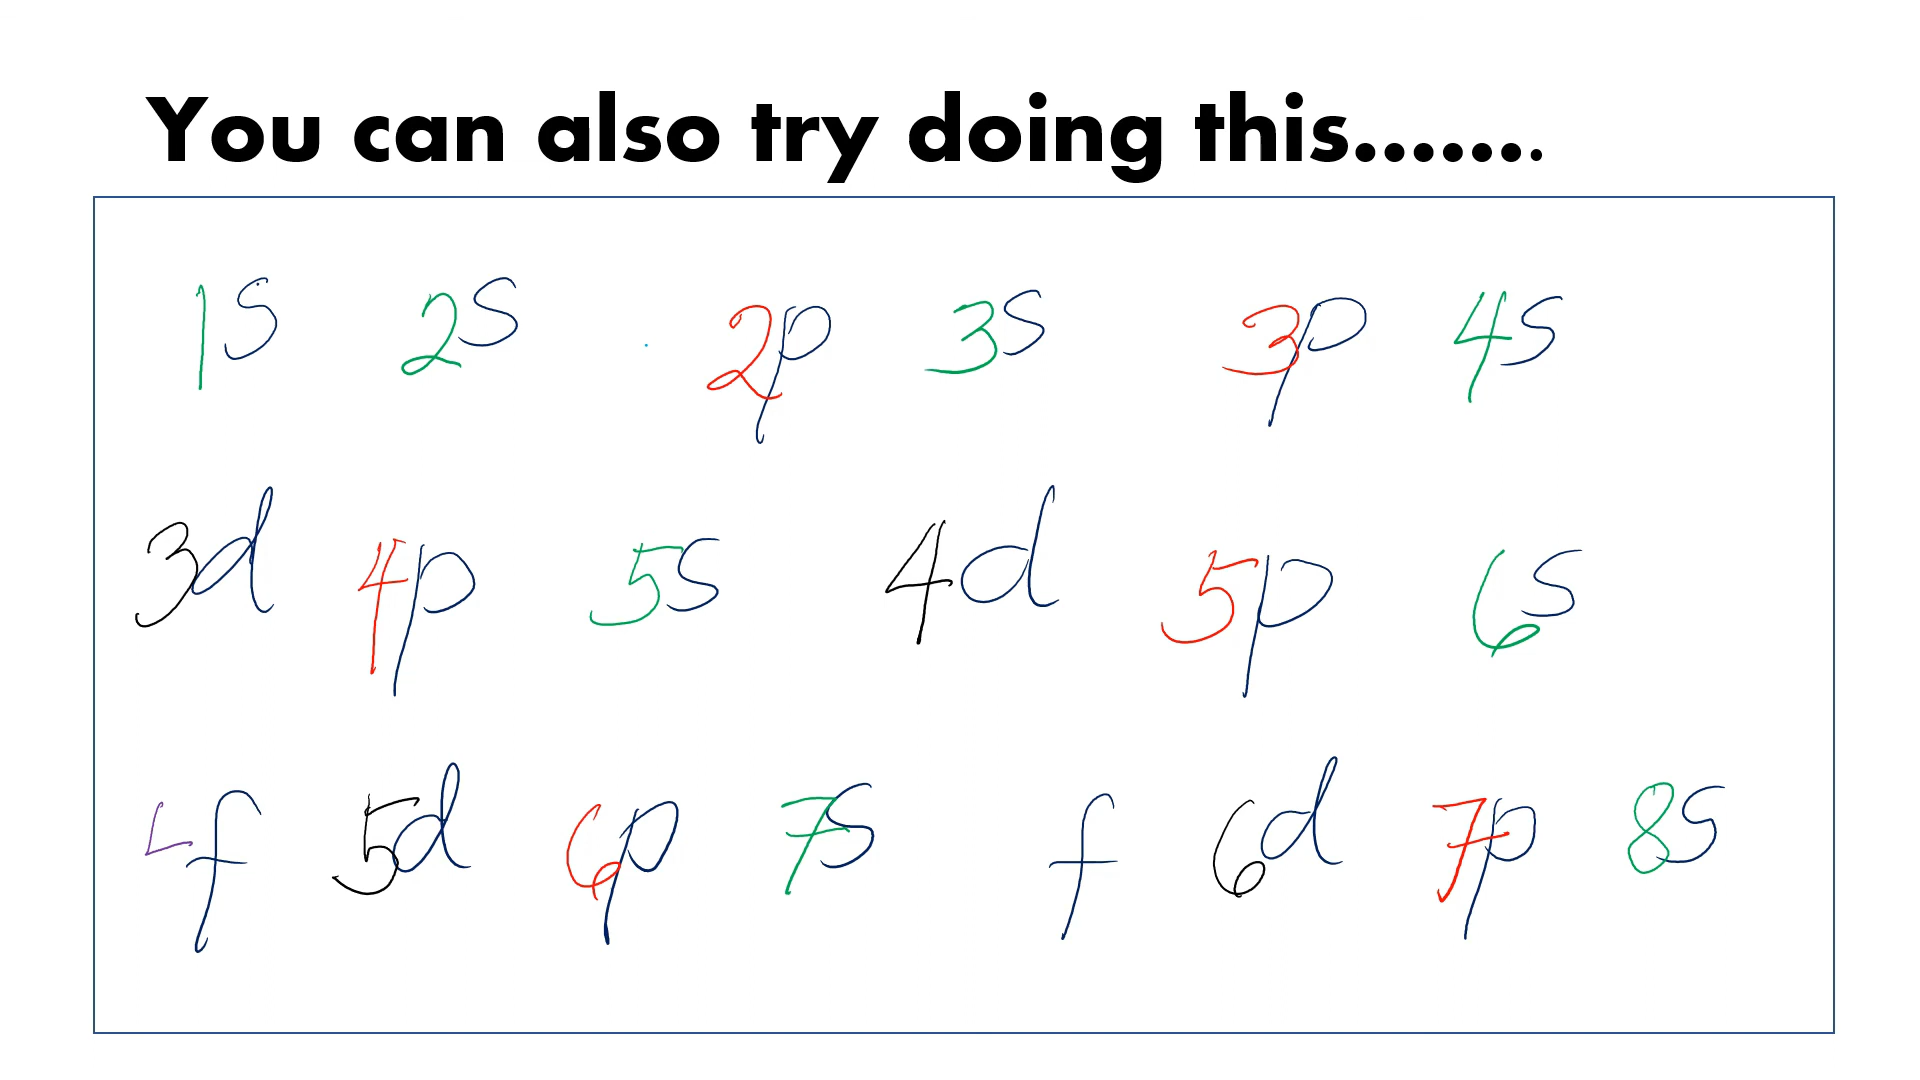 You can also try doing this.......
1s 2s 2p 3s 3p 4s
3d 4p 5s 4d 5p 6s
4f 5d 6p 7s f 6d 7p 8s